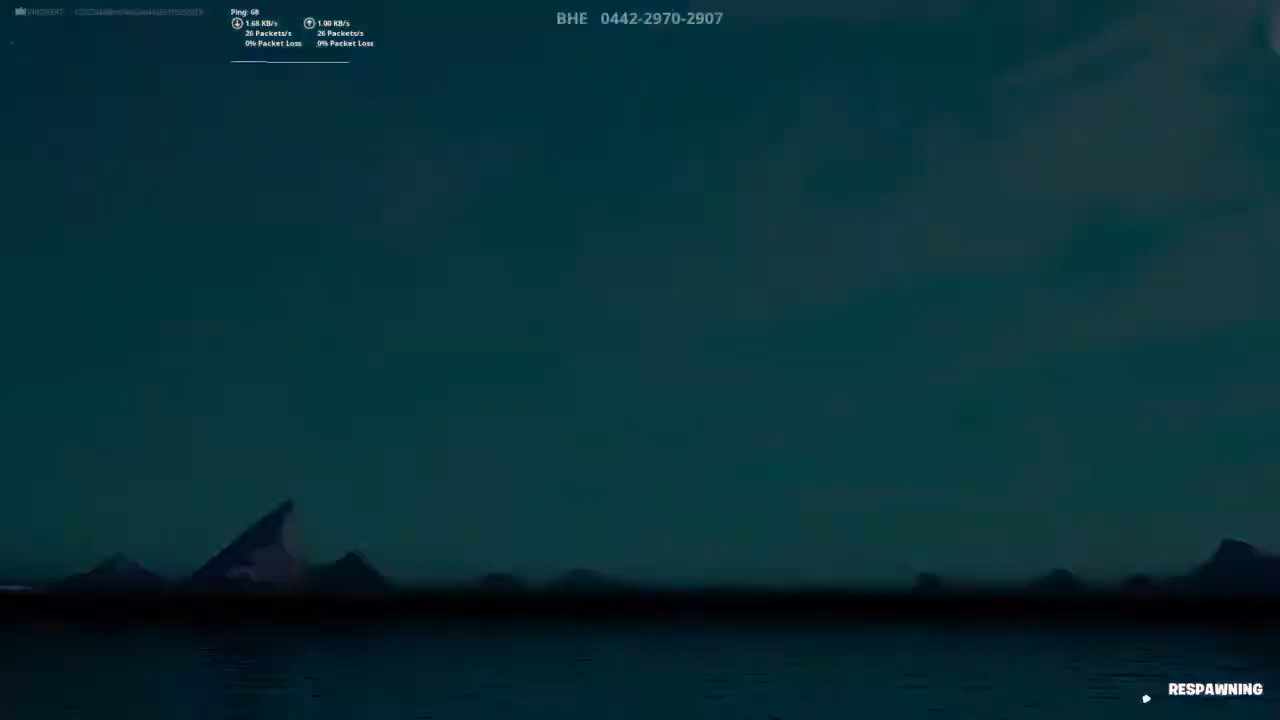 Ping: 68
1.68 KB/s 1.00 KB/s
26 Packets/s 26 Packets/s
0% Packet Loss 0% Packet Loss
BHE 0442-2970-2907
RESPAWNING